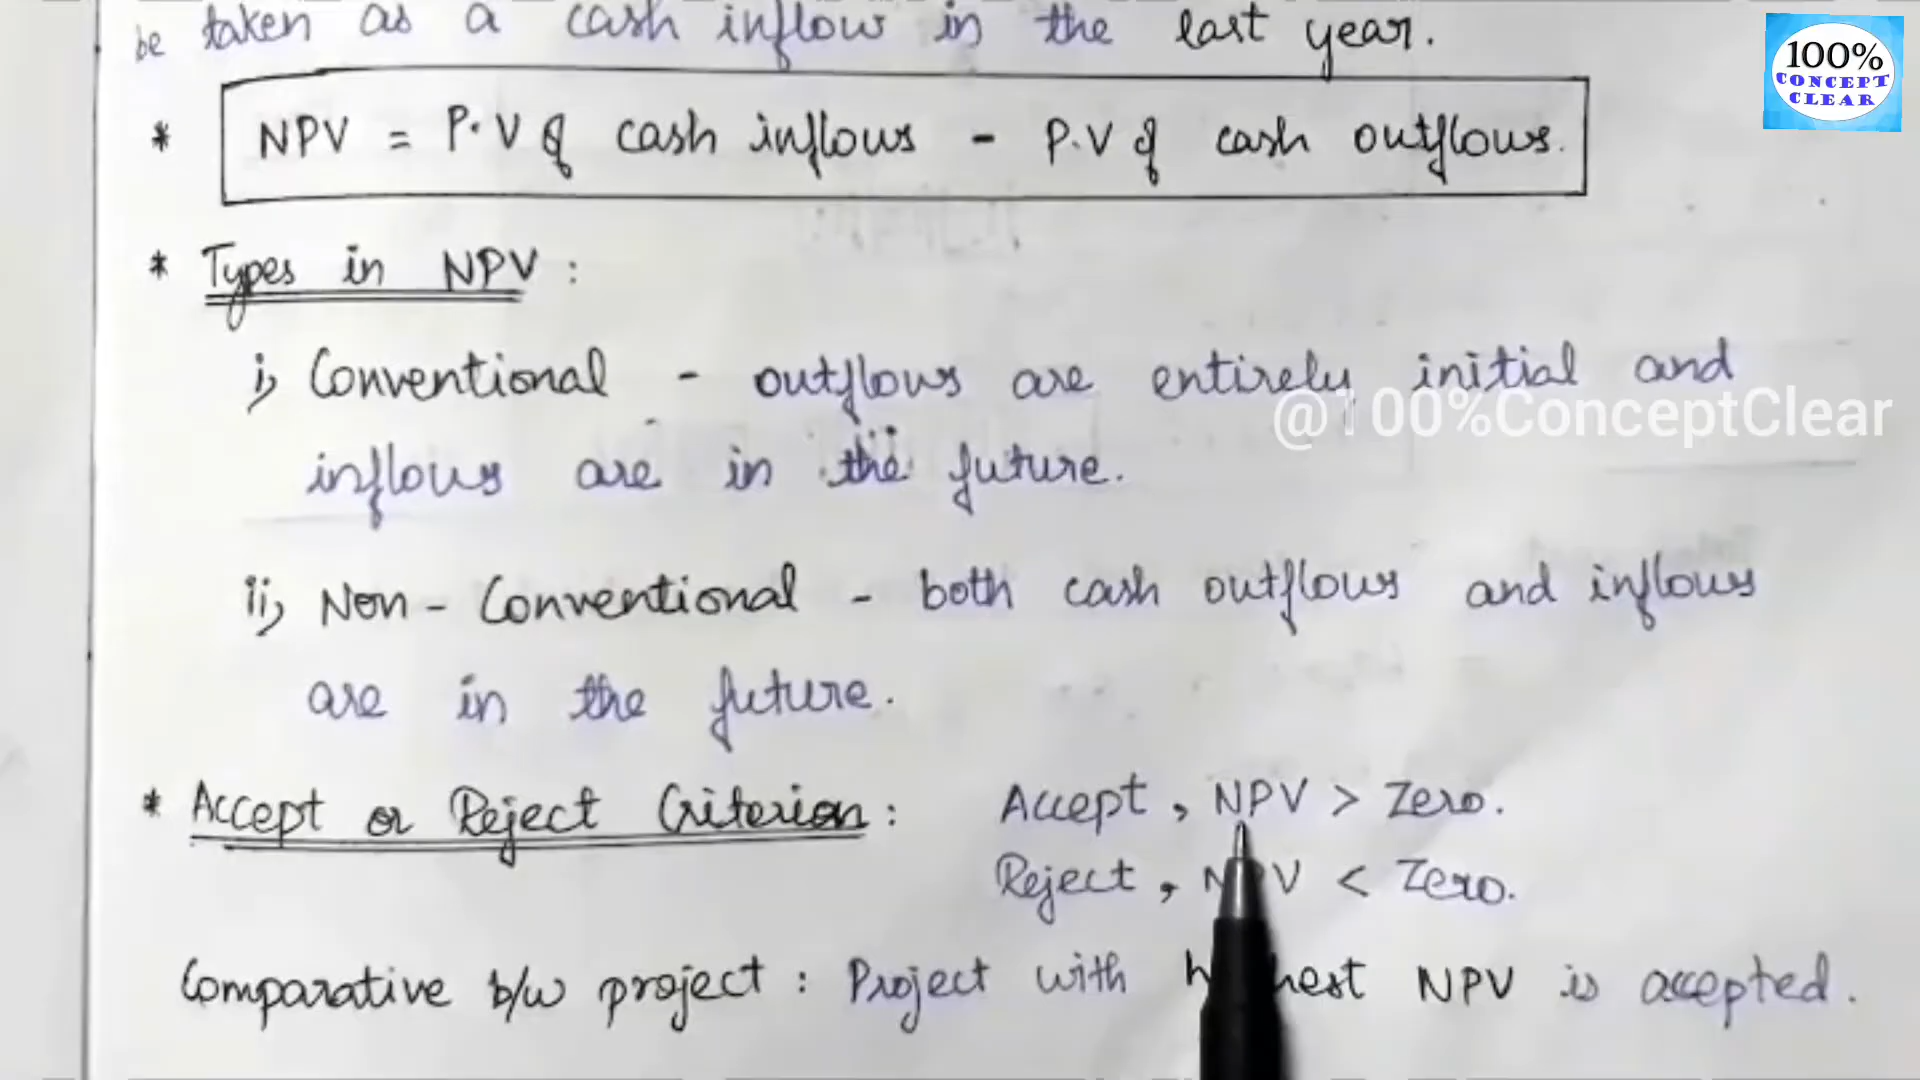 be taken as a cash inflow in the last year.
* NPV = P.V of cash inflows - P.V of cash outflows.
* Types in NPV :
i, Conventional - outflows are entirely initial and
inflows are in the future.
ii, Non - Conventional - both cash outflows and inflows
are in the future.
* Accept or Reject Criterion : Accept, NPV > Zero.
Reject, NPV < Zero.
Comparative b/w project : Project with highest NPV is accepted.
100%
CONCEPT
CLEAR
@100%ConceptClear